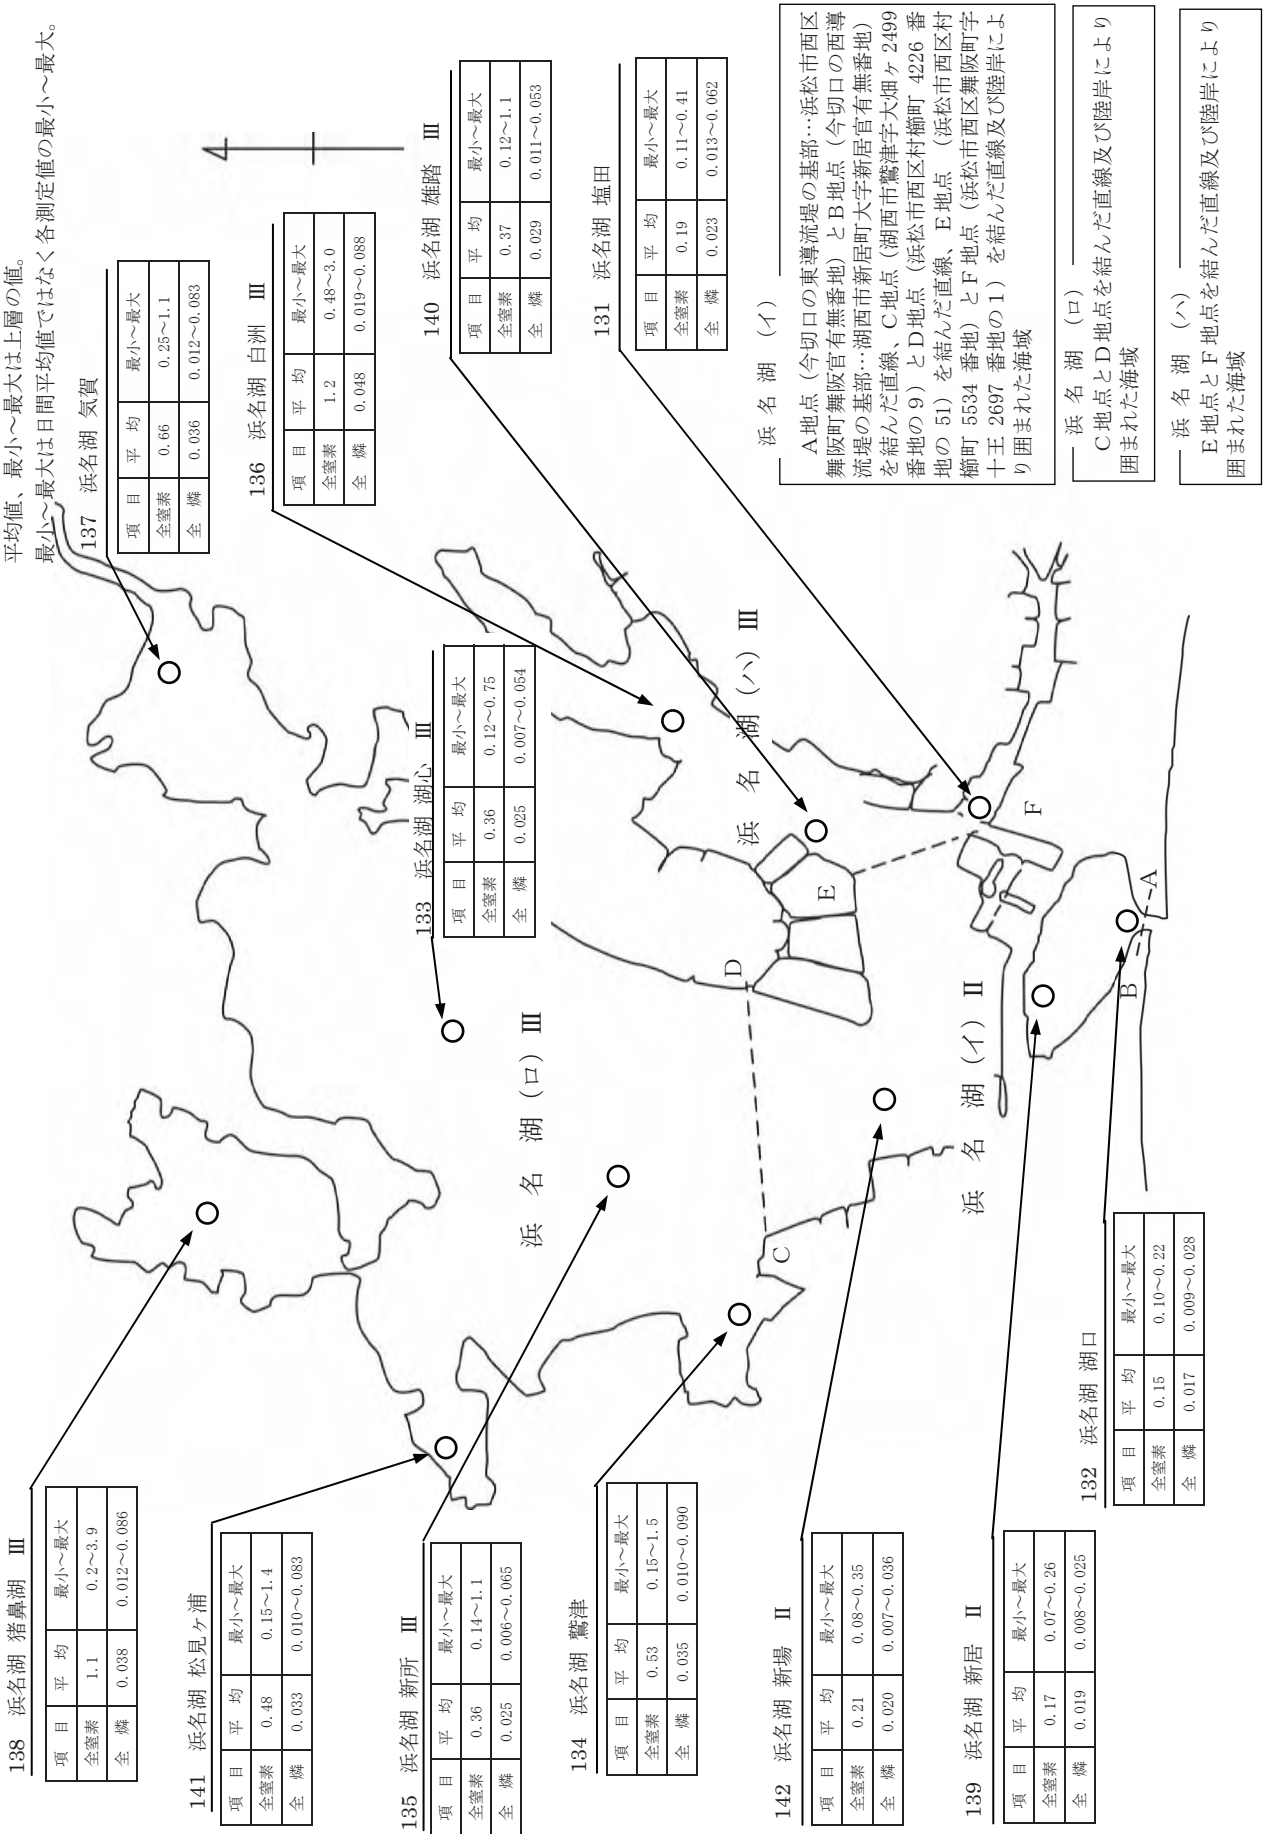 平均値、最小～最大は上層の値。
最小～最大は日間平均値ではなく各測定値の最小～最大。
138 浜名湖 猪鼻湖 Ⅲ
項 目 平 均 最小～最大
全窒素 1.1 0.2～3.9
全 燐 0.038 0.012～0.086
141 浜名湖 松見ヶ浦
項 目 平 均 最小～最大
全窒素 0.48 0.15～1.4
全 燐 0.033 0.010～0.083
135 浜名湖 新所 Ⅲ
項 目 平 均 最小～最大
全窒素 0.36 0.14～1.1
全 燐 0.025 0.006～0.065
134 浜名湖 鷲津
項 目 平 均 最小～最大
全窒素 0.53 0.15～1.5
全 燐 0.035 0.010～0.090
142 浜名湖 新場 Ⅱ
項 目 平 均 最小～最大
全窒素 0.21 0.08～0.35
全 燐 0.020 0.007～0.036
139 浜名湖 新居 Ⅱ
項 目 平 均 最小～最大
全窒素 0.17 0.07～0.26
全 燐 0.019 0.008～0.025
132 浜名湖 湖口
項 目 平 均 最小～最大
全窒素 0.15 0.10～0.22
全 燐 0.017 0.009～0.028
133 浜名湖 湖心 Ⅲ
項 目 平 均 最小～最大
全窒素 0.36 0.12～0.75
全 燐 0.025 0.007～0.054
137 浜名湖 気賀
項 目 平 均 最小～最大
全窒素 0.66 0.25～1.1
全 燐 0.036 0.012～0.083
136 浜名湖 白洲 Ⅲ
項 目 平 均 最小～最大
全窒素 1.2 0.48～3.0
全 燐 0.048 0.019～0.088
140 浜名湖 雄踏 Ⅲ
項 目 平 均 最小～最大
全窒素 0.37 0.12～1.1
全 燐 0.029 0.011～0.053
131 浜名湖 塩田
項 目 平 均 最小～最大
全窒素 0.19 0.11～0.41
全 燐 0.023 0.013～0.062
浜 名 湖（ロ）Ⅲ
浜 名 湖（ハ）Ⅲ
浜 名 湖（イ）Ⅱ
C
D
E
F
B
A
浜 名 湖 （イ）
A地点（今切口の東導流堤の基部…浜松市西区
舞阪町舞阪官有無番地）とB地点（今切口の西導
流堤の基部…湖西市新居町大字新居官有無番地）
を結んだ直線、C地点（湖西市鷲津字大畑ヶ 2499
番地の９）とD地点（浜松市西区村櫛町 4226 番
地の 51）を結んだ直線、E地点 （浜松市西区村
櫛町 5534 番地）とF地点（浜松市西区舞阪町字
十王 2697 番地の１）を結んだ直線及び陸岸によ
り囲まれた海域
浜 名 湖 （ロ）
C地点とD地点を結んだ直線及び陸岸により
囲まれた海域
浜 名 湖 （ハ）
E地点とF地点を結んだ直線及び陸岸により
囲まれた海域